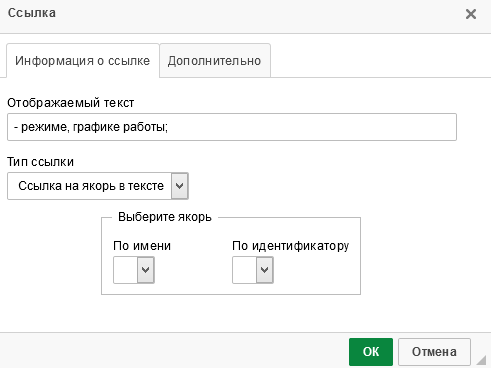 Ссылка
Информация о ссылке
Дополнительно
Отображаемый текст
- режиме, графике работы;
Тип ссылки
Ссылка на якорь в тексте
Выберите якорь
По имени
По идентификатору
ОК
Отмена